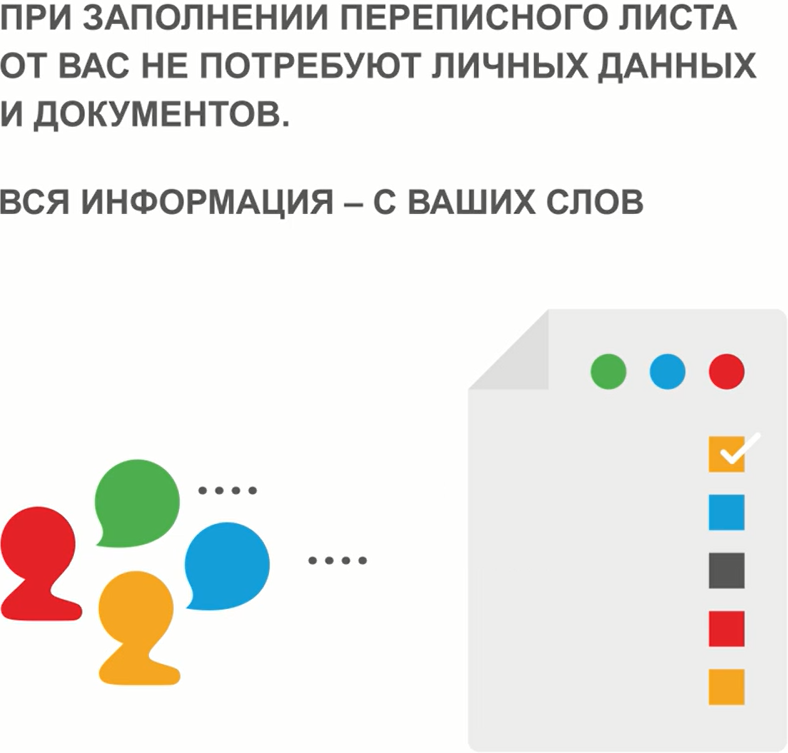 ПРИ ЗАПОЛНЕНИИ ПЕРЕПИСНОГО ЛИСТА
ОТ ВАС НЕ ПОТРЕБУЮТ ЛИЧНЫХ ДАННЫХ
И ДОКУМЕНТОВ.
ВСЯ ИНФОРМАЦИЯ – С ВАШИХ СЛОВ